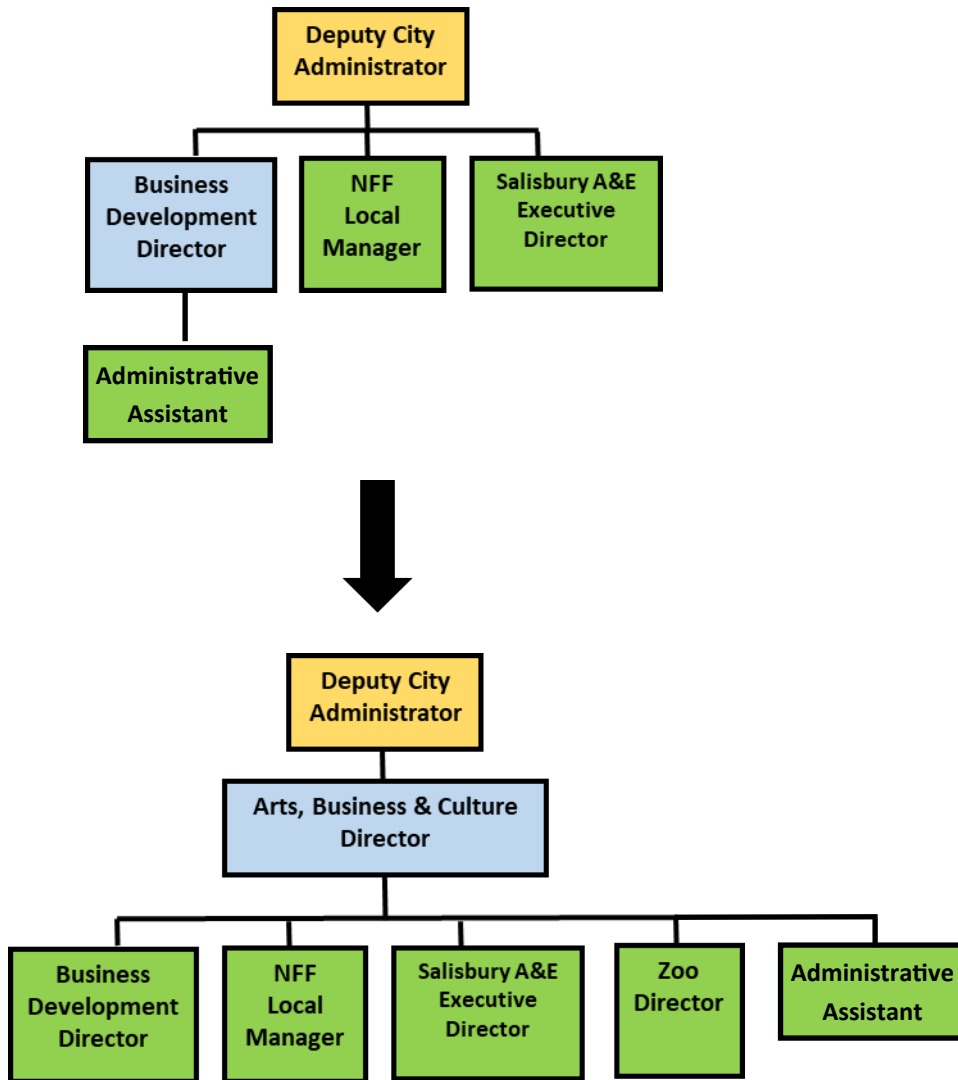 Deputy City
Administrator
Business
Development
Director
NFF
Local
Manager
Salisbury A&E
Executive
Director
Administrative
Assistant
Deputy City
Administrator
Arts, Business & Culture
Director
Business
Development
Director
NFF
Local
Manager
Salisbury A&E
Executive
Director
Zoo
Director
Administrative
Assistant